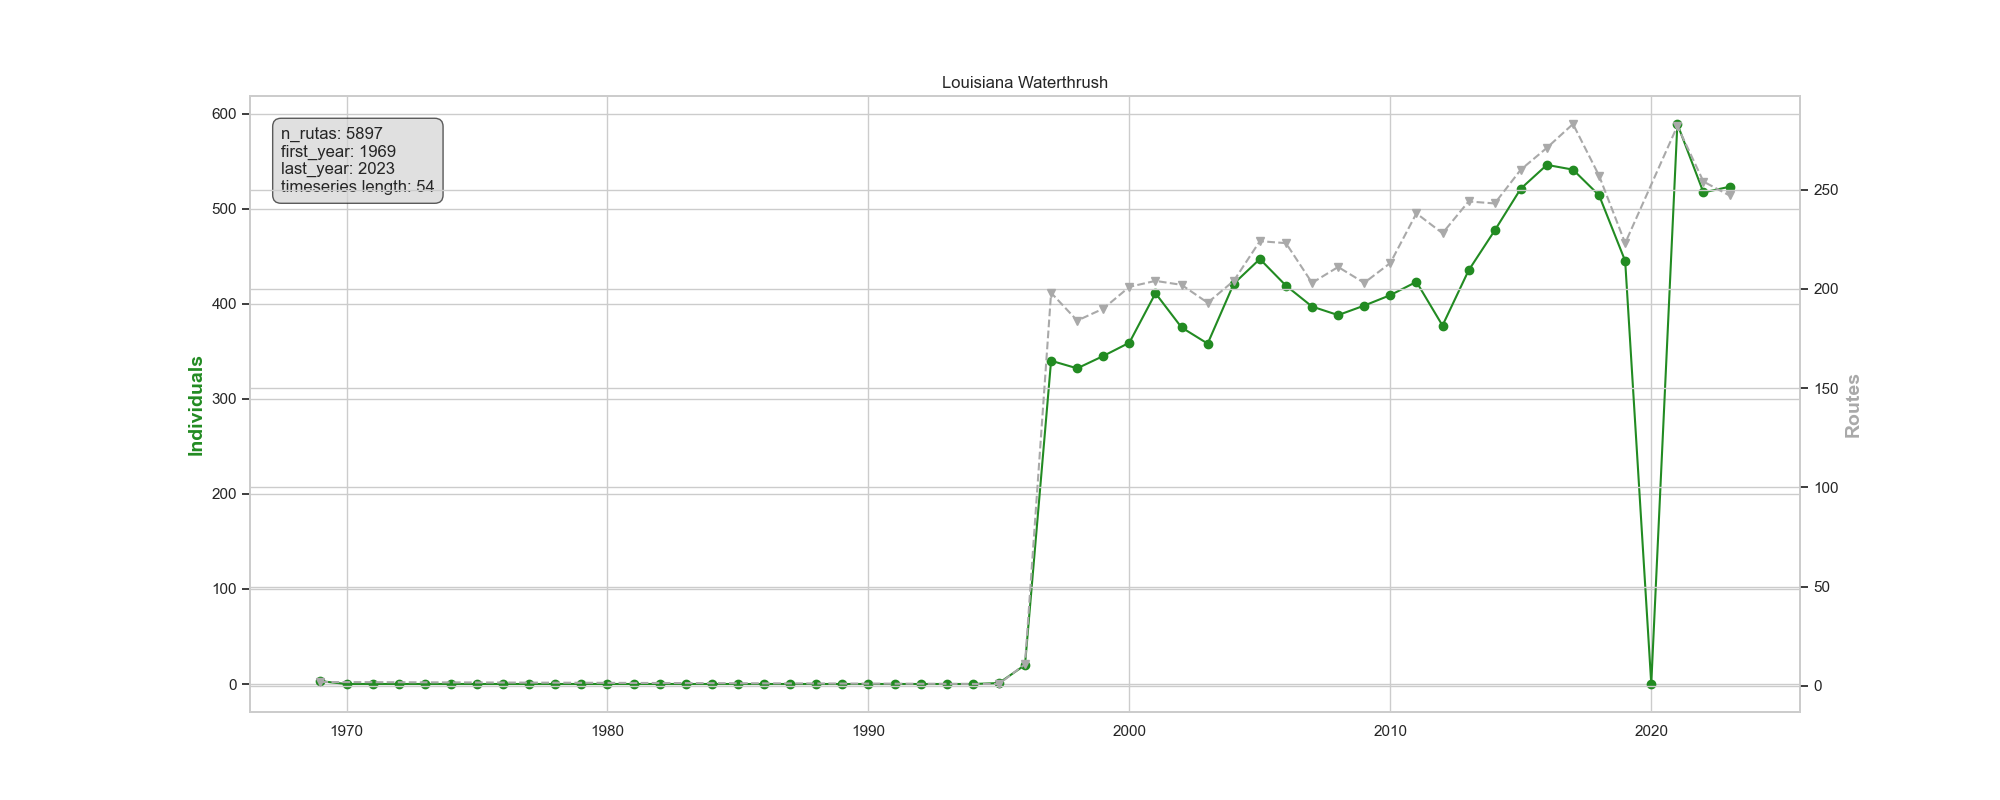 Louisiana Waterthrush
n_rutas: 5897
first_year: 1969
last_year: 2023
timeseries length: 54
600
500
400
300
200
100
0
Individuals
250
200
150
100
50
0
Routes
1970
1980
1990
2000
2010
2020